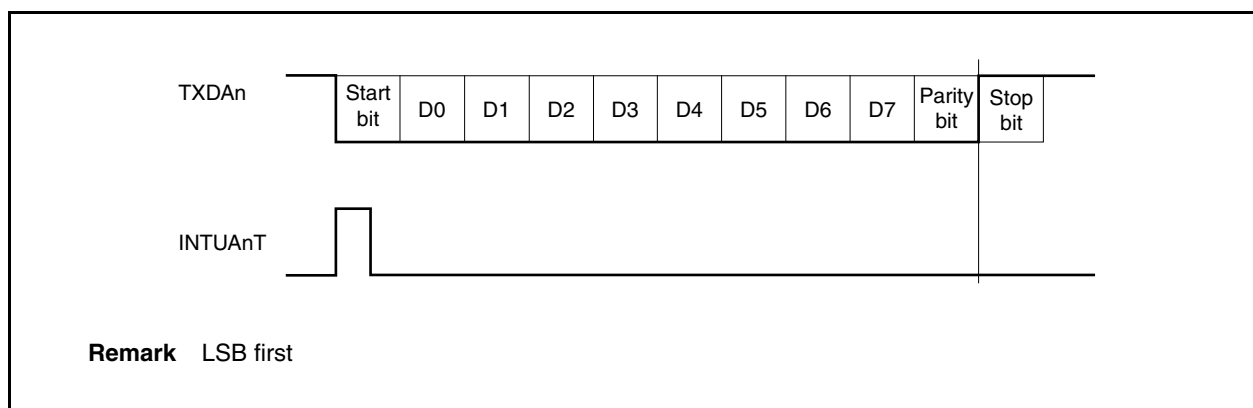 TXDAn
Start bit
D0
D1
D2
D3
D4
D5
D6
D7
Parity bit
Stop bit
INTUAnT
Remark LSB first